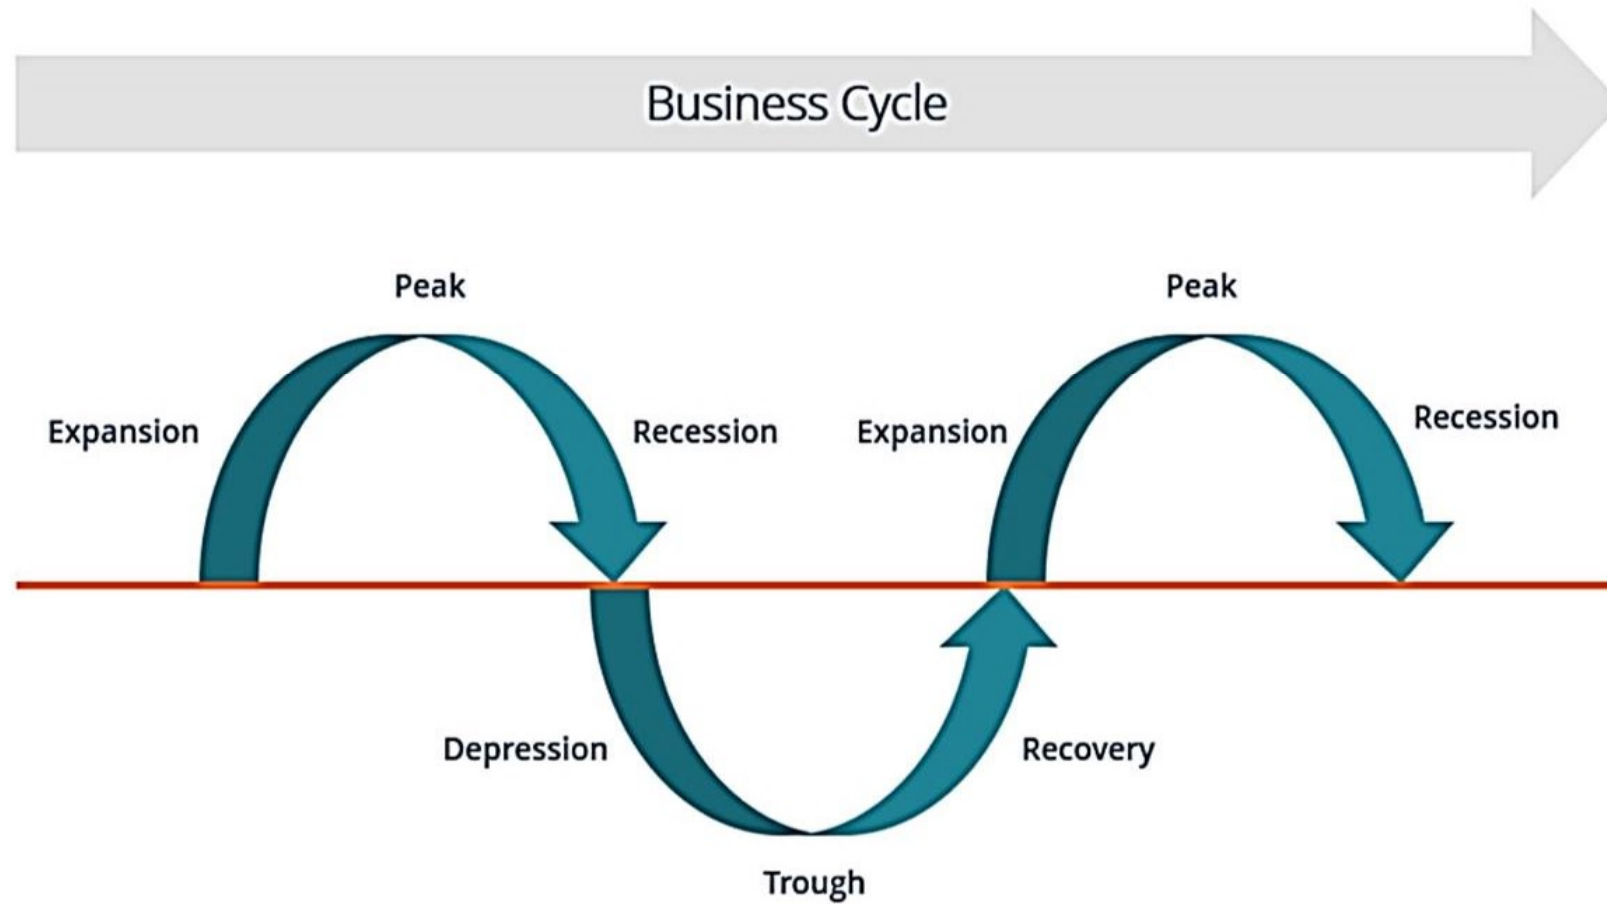 Business Cycle
Peak
Peak
Expansion
Recession
Expansion
Recession
Depression
Recovery
Trough